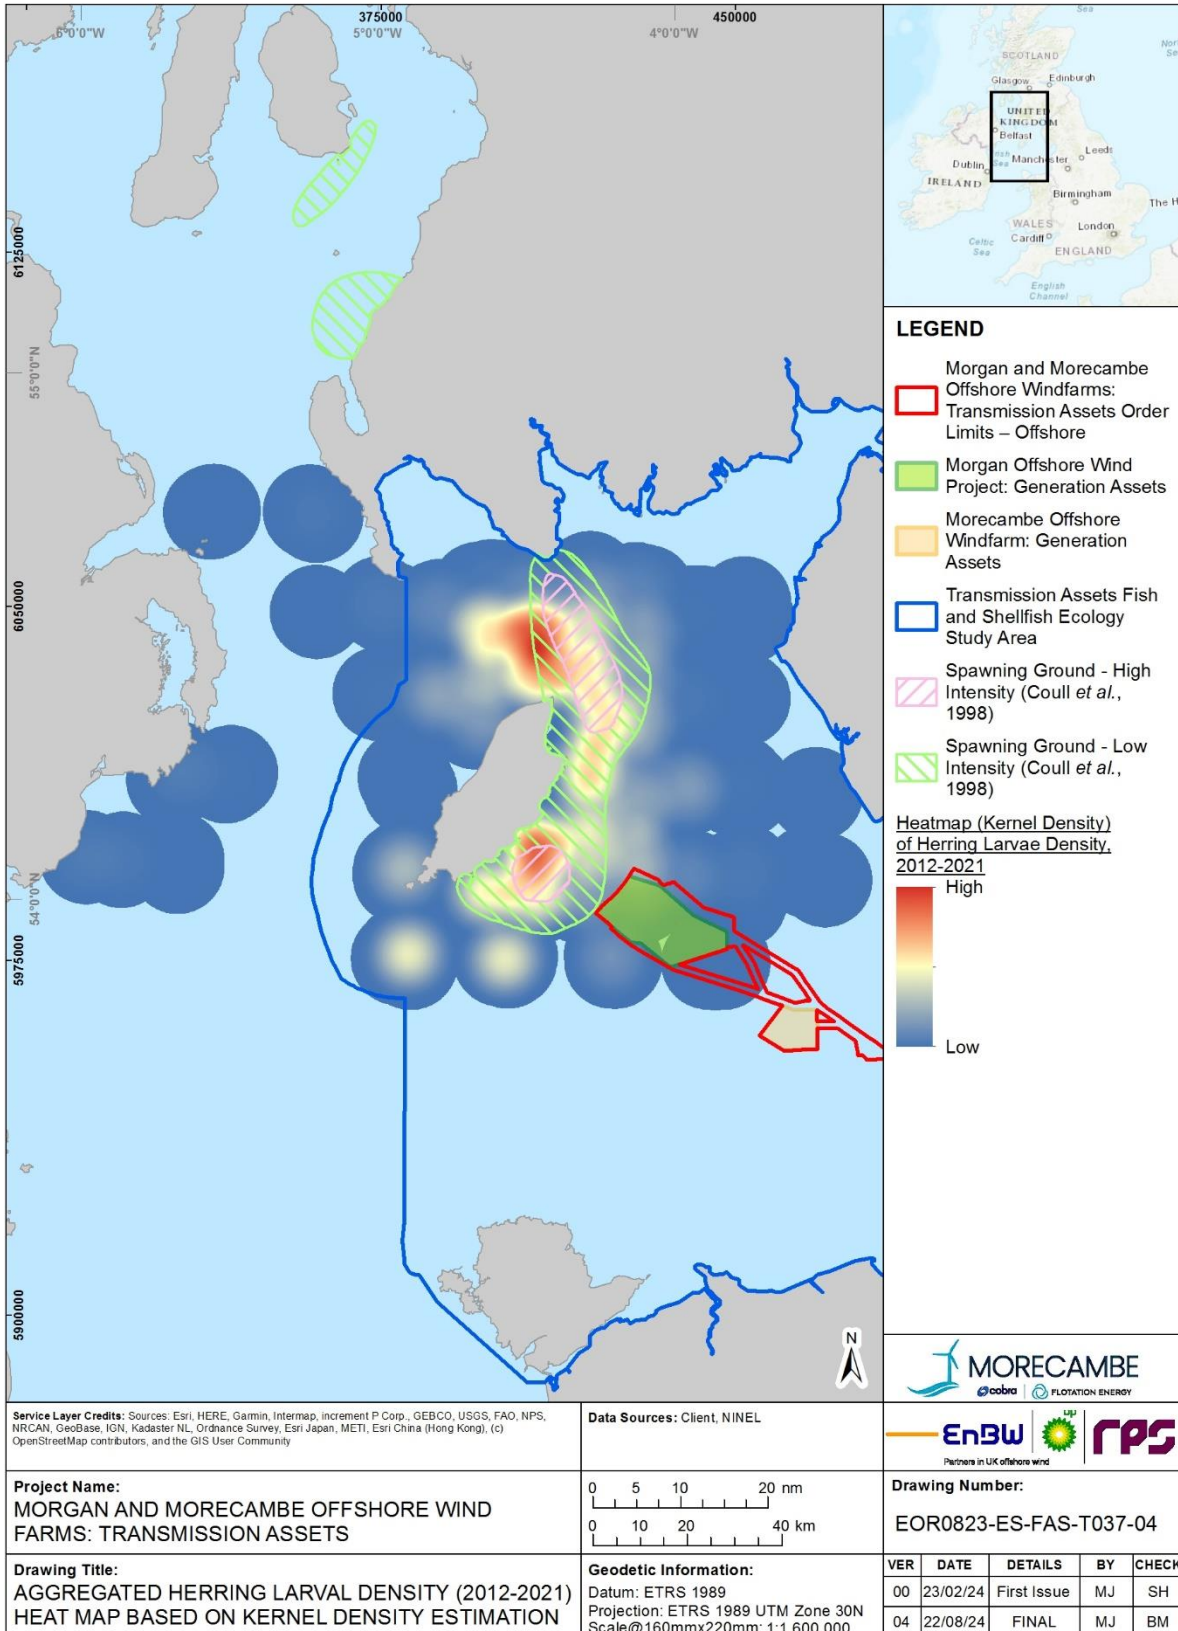 375000
450000
6°0'0"W
5°0'0"W
4°0'0"W
6125000
55°0'0"N
6050000
54°0'0"N
5975000
5900000
N
Sea
SCOTLAND
Glasgow
Edinburgh
UNITED
KINGDOM
Belfast
Irish
Sea
Manchester
Leeds
Dublin
IRELAND
Birmingham
The H
WALES
London
Cardiff
Celtic
Sea
ENGLAND
English
Channel
LEGEND
Morgan and Morecambe
Offshore Windfarms:
Transmission Assets Order
Limits – Offshore
Morgan Offshore Wind
Project: Generation Assets
Morecambe Offshore
Windfarm: Generation
Assets
Transmission Assets Fish
and Shellfish Ecology
Study Area
Spawning Ground - High
Intensity (Coull et al.,
1998)
Spawning Ground - Low
Intensity (Coull et al.,
1998)
Heatmap (Kernel Density)
of Herring Larvae Density,
2012-2021
High
Low
MORECAMBE
cobra | FLOTATION ENERGY
Service Layer Credits: Sources: Esri, HERE, Garmin, Intermap, increment P Corp., GEBCO, USGS, FAO, NPS,
NRCAN, GeoBase, IGN, Kadaster NL, Ordnance Survey, Esri Japan, METI, Esri China (Hong Kong), (c)
OpenStreetMap contributors, and the GIS User Community
Data Sources: Client, NINEL
EnBW
bp
rps
Partners in UK offshore wind
Project Name:
MORGAN AND MORECAMBE OFFSHORE WIND
FARMS: TRANSMISSION ASSETS
0 5 10 20 nm
0 10 20 40 km
Drawing Number:
EOR0823-ES-FAS-T037-04
Drawing Title:
AGGREGATED HERRING LARVAL DENSITY (2012-2021)
HEAT MAP BASED ON KERNEL DENSITY ESTIMATION
Geodetic Information:
Datum: ETRS 1989
Projection: ETRS 1989 UTM Zone 30N
Scale@160mmx220mm: 1:1,600,000
VER DATE DETAILS BY CHECK
00 23/02/24 First Issue MJ SH
04 22/08/24 FINAL MJ BM